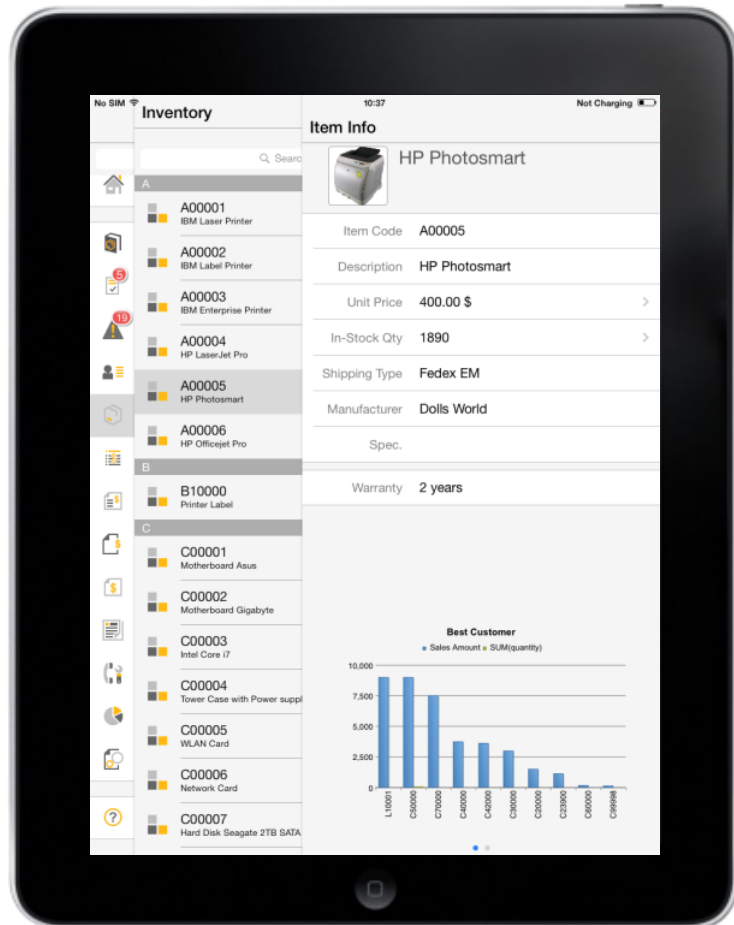 No SIM
10:37
Not Charging
Inventory
Item Info
Searc
A
A00001
IBM Laser Printer
A00002
IBM Label Printer
A00003
IBM Enterprise Printer
A00004
HP LaserJet Pro
A00005
HP Photosmart
A00006
HP Officejet Pro
B
B10000
Printer Label
C
C00001
Motherboard Asus
C00002
Motherboard Gigabyte
C00003
Intel Core i7
C00004
Tower Case with Power suppl
C00005
WLAN Card
C00006
Network Card
C00007
Hard Disk Seagate 2TB SATA
5
19
$
$
$
?
HP Photosmart
Item Code A00005
Description HP Photosmart
Unit Price 400.00 $
In-Stock Qty 1890
Shipping Type Fedex EM
Manufacturer Dolls World
Spec.
Warranty 2 years
Best Customer
Sales Amount SUM(quantity)
10,000
7,500
5,000
2,500
0
L10001
C50000
C70000
C40000
C42000
C30000
C20000
C23900
C60000
C99998